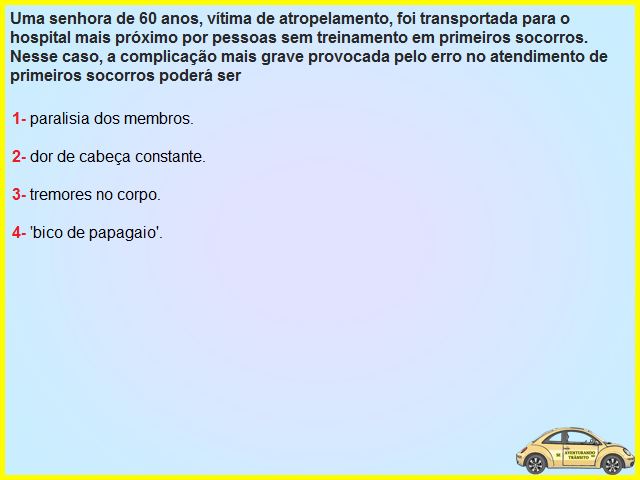 Uma senhora de 60 anos, vítima de atropelamento, foi transportada para o
hospital mais próximo por pessoas sem treinamento em primeiros socorros.
Nesse caso, a complicação mais grave provocada pelo erro no atendimento de
primeiros socorros poderá ser
1- paralisia dos membros.
2- dor de cabeça constante.
3- tremores no corpo.
4- 'bico de papagaio'.
AVENTURANDO
TRÂNSITO